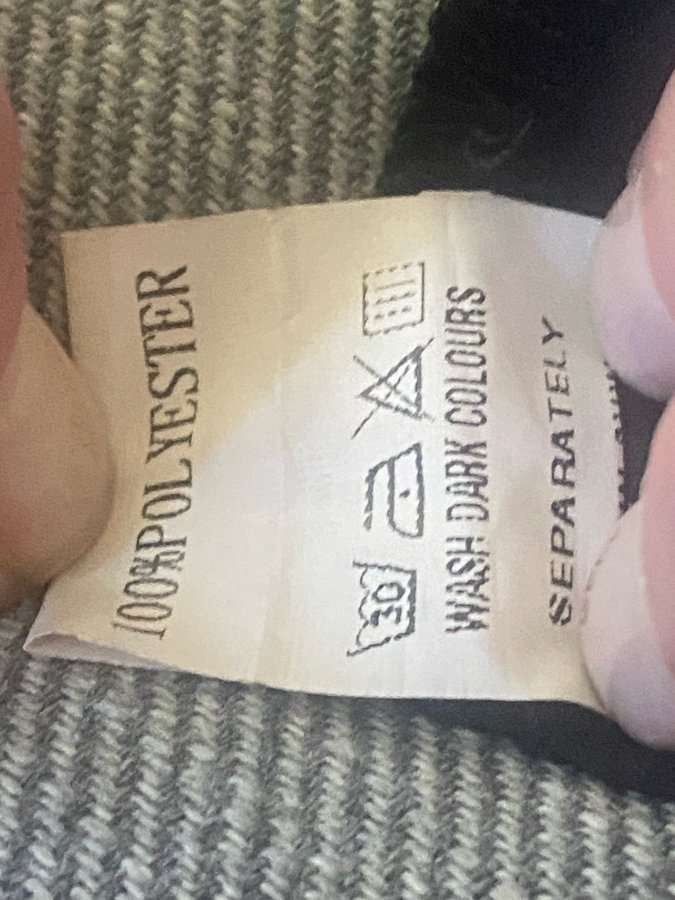 100%POLYESTER
30
WASH DARK COLOURS
SEPARATELY